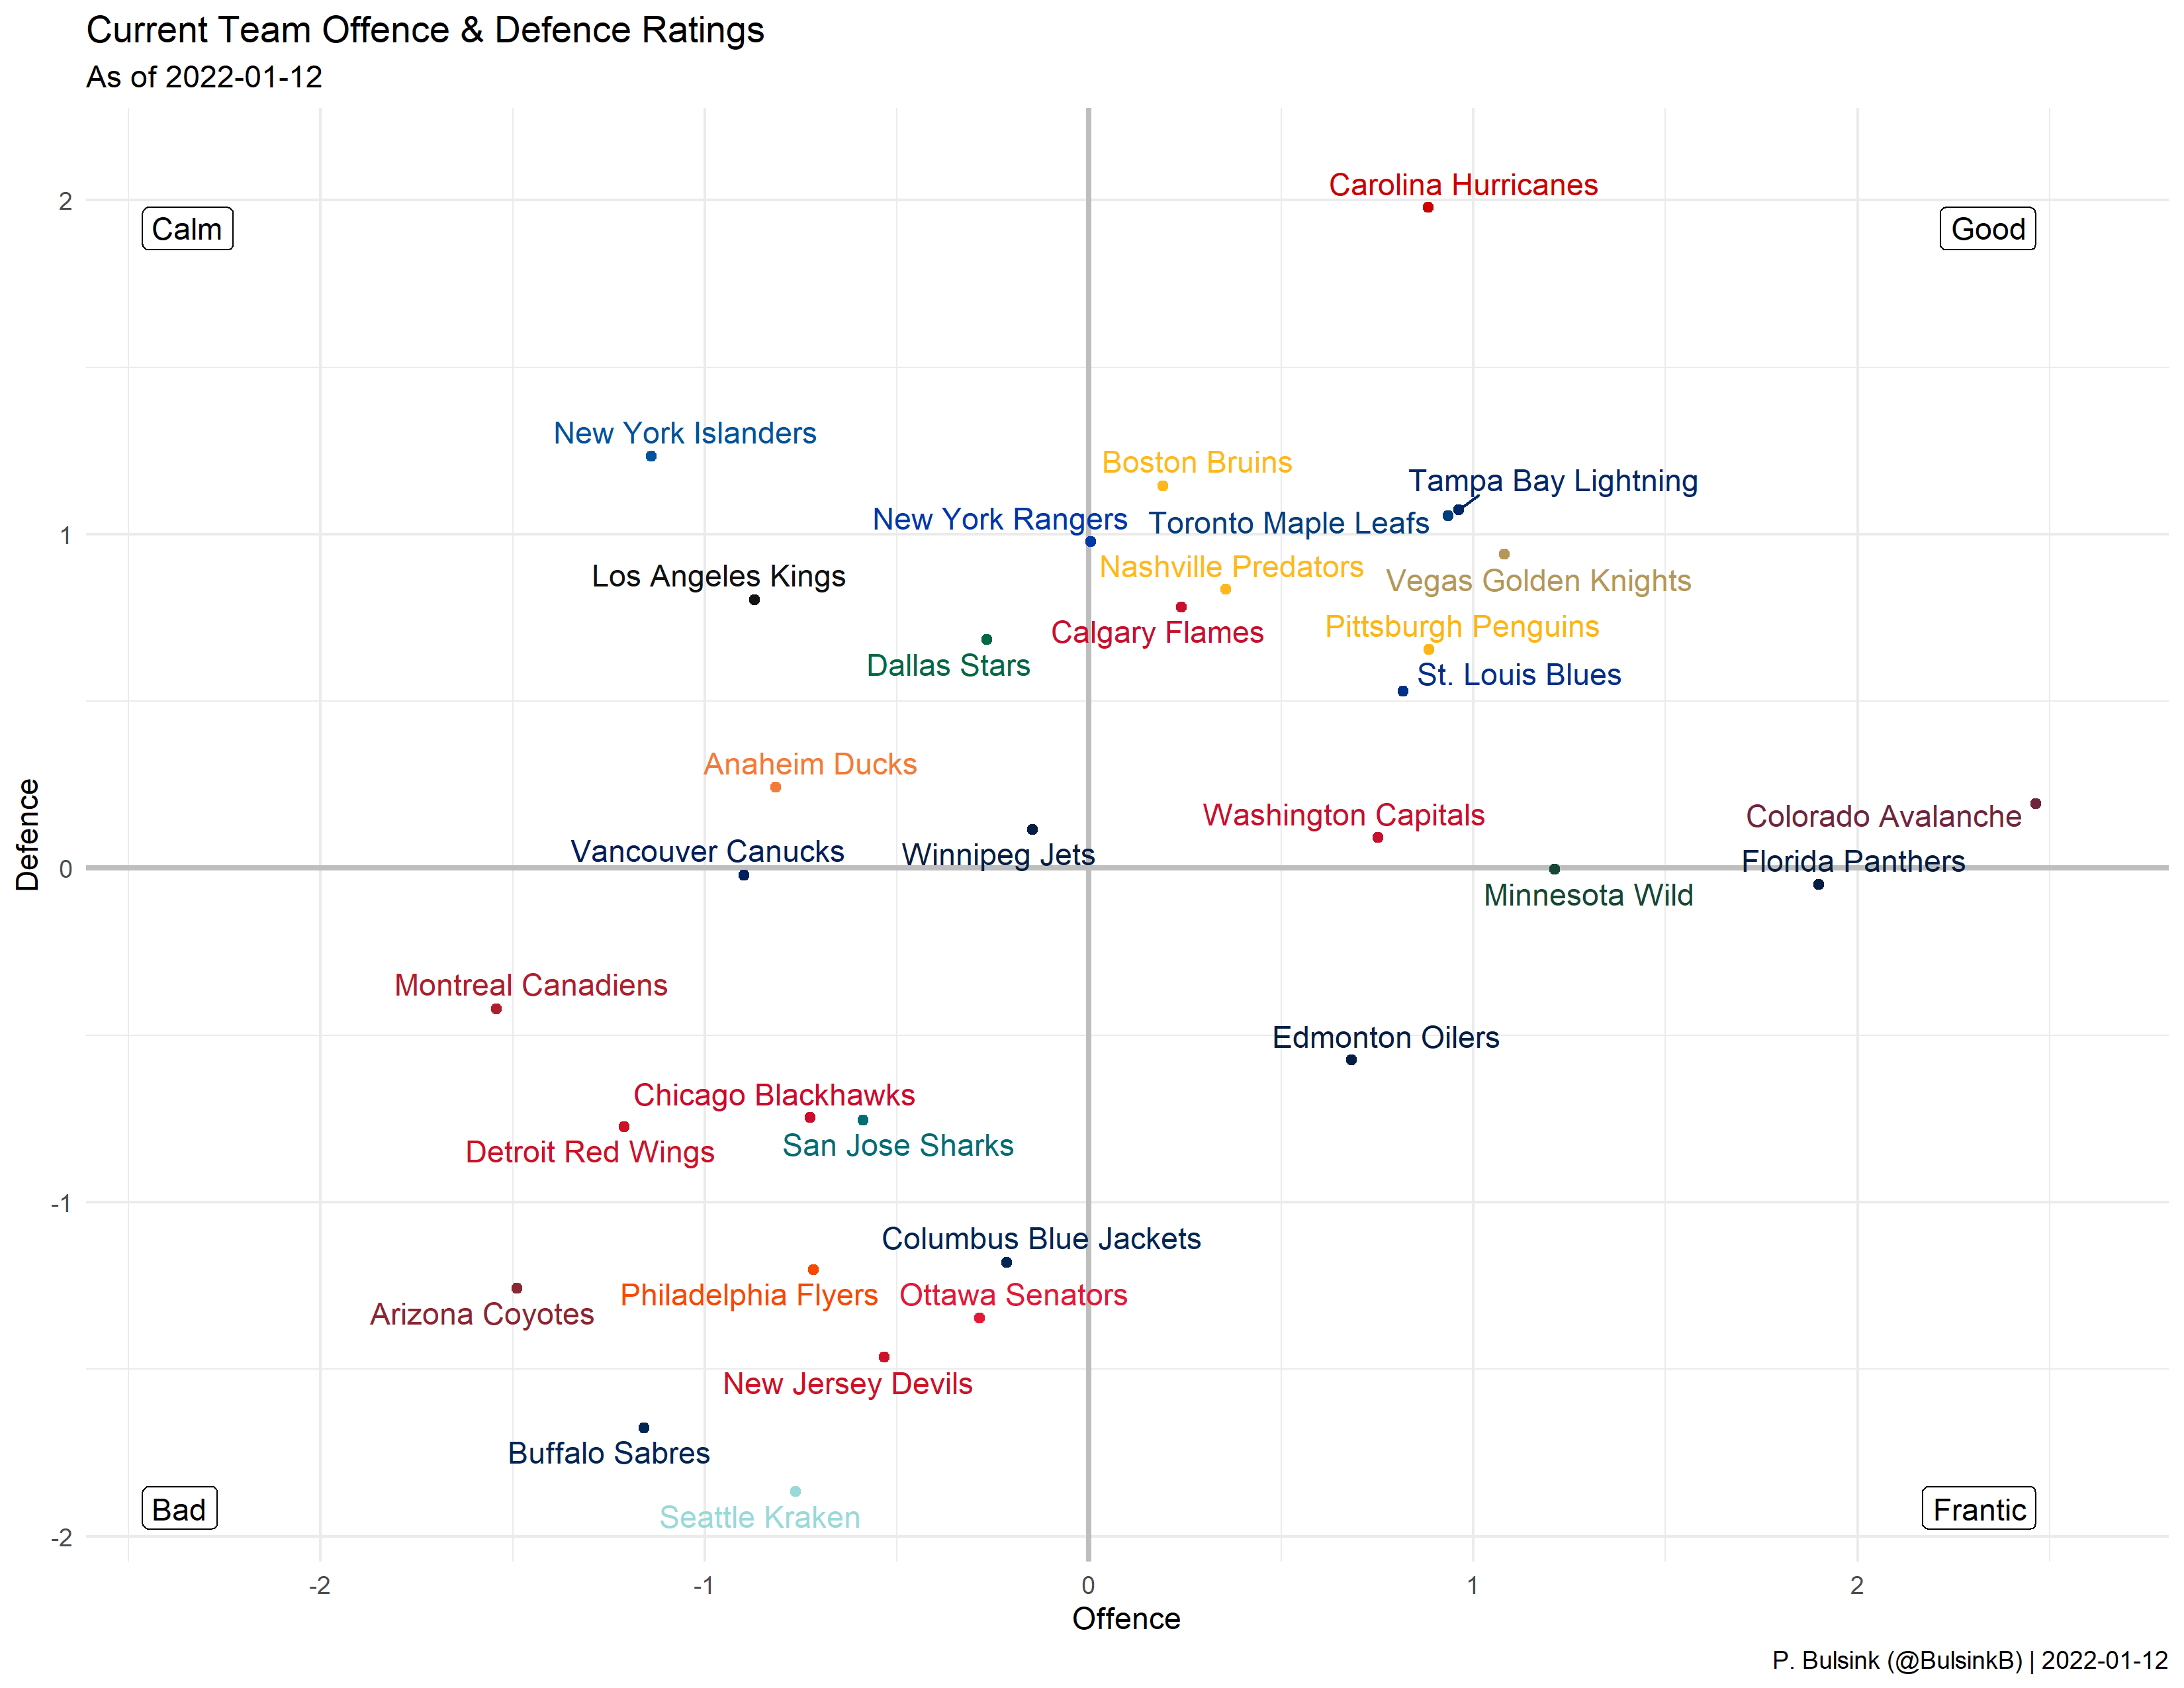 Current Team Offence & Defence Ratings
As of 2022-01-12
Carolina Hurricanes
2
Calm
Good
New York Islanders
Boston Bruins
Tampa Bay Lightning
New York Rangers
Toronto Maple Leafs
1
Nashville Predators
Los Angeles Kings
Vegas Golden Knights
Calgary Flames
Pittsburgh Penguins
Dallas Stars
St. Louis Blues
Anaheim Ducks
Washington Capitals
Colorado Avalanche
Defence
Vancouver Canucks
Winnipeg Jets
Florida Panthers
0
Minnesota Wild
Montreal Canadiens
Edmonton Oilers
Chicago Blackhawks
San Jose Sharks
Detroit Red Wings
-1
Columbus Blue Jackets
Philadelphia Flyers
Ottawa Senators
Arizona Coyotes
New Jersey Devils
Buffalo Sabres
Bad
Seattle Kraken
Frantic
-2
-2
-1
0
1
2
Offence
P. Bulsink (@BulsinkB) | 2022-01-12